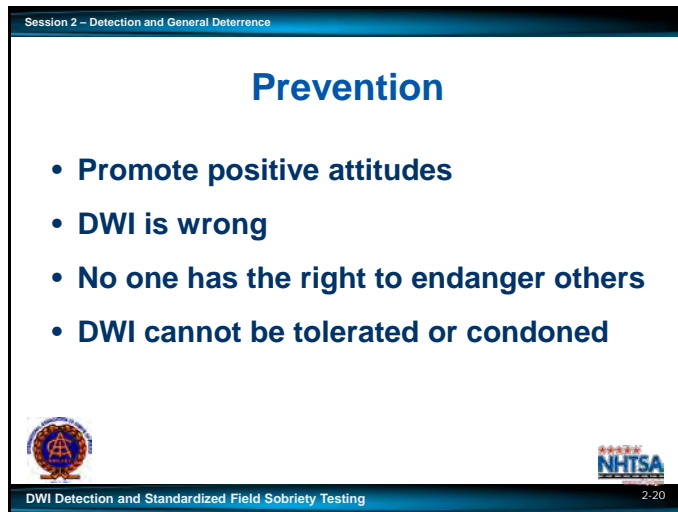 Session 2 – Detection and General Deterrence
Prevention
• Promote positive attitudes
• DWI is wrong
• No one has the right to endanger others
• DWI cannot be tolerated or condoned
NHTSA
DWI Detection and Standardized Field Sobriety Testing
2-20